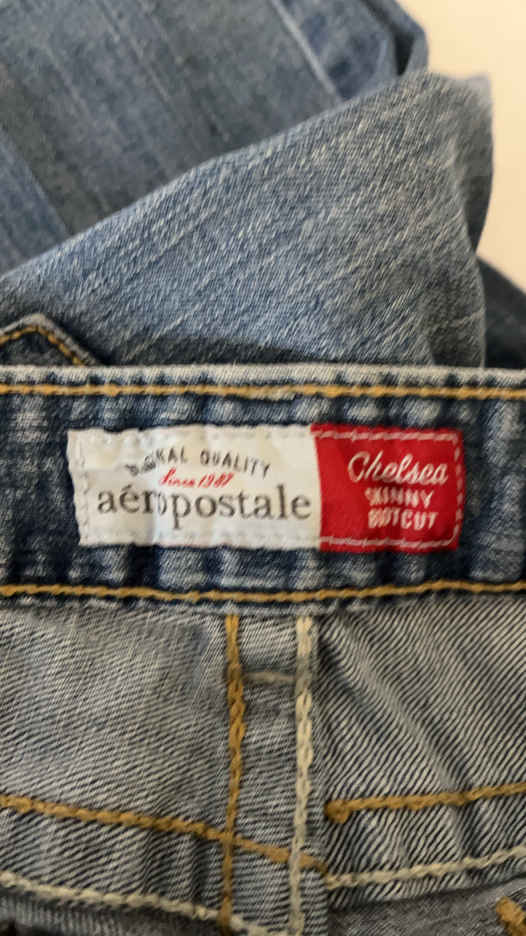 QUALITY
Since 1987
aéropostale
Chelsea
SKINNY
BOOTCUT